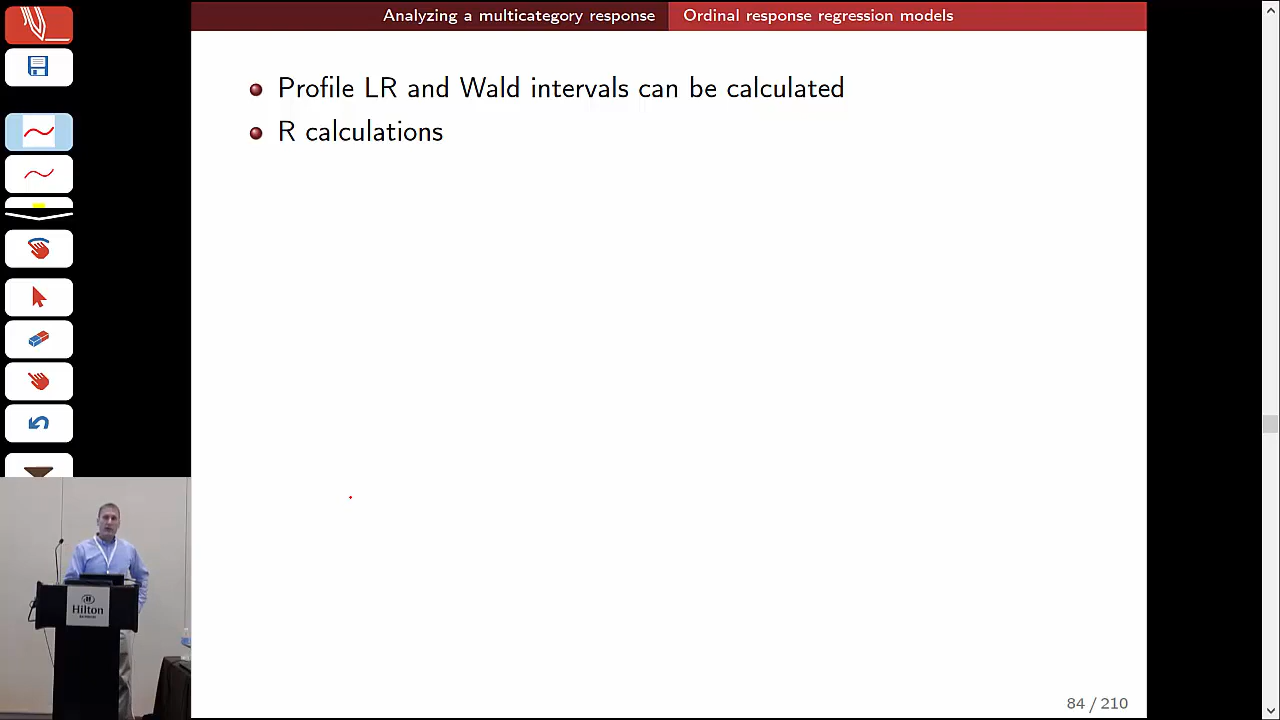 Analyzing a multicategory response Ordinal response regression models
Profile LR and Wald intervals can be calculated
R calculations
Hilton
84 / 210